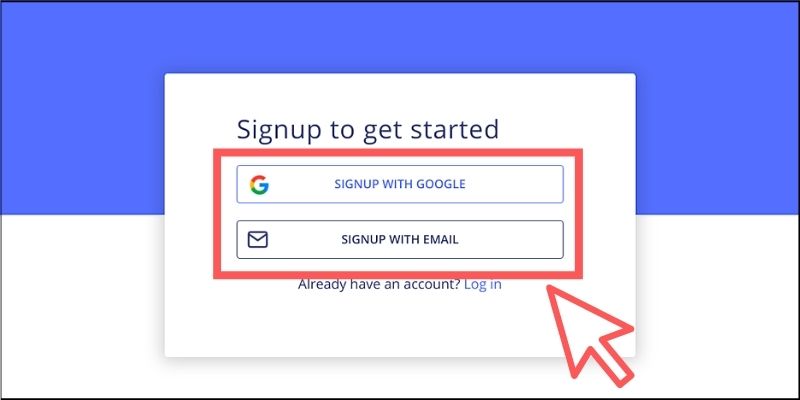 Signup to get started
SIGNUP WITH GOOGLE
SIGNUP WITH EMAIL
Already have an account? Log in